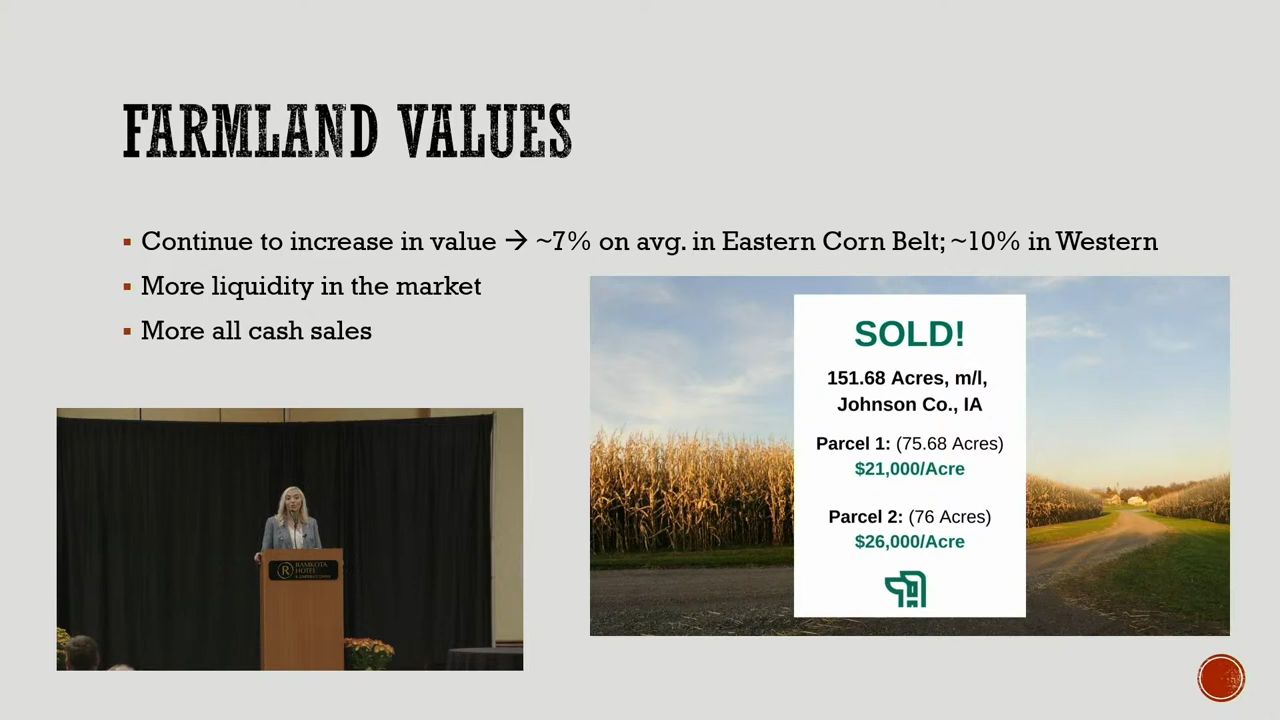 FARMLAND VALUES
▪ Continue to increase in value → ~7% on avg. in Eastern Corn Belt; ~10% in Western
▪ More liquidity in the market
▪ More all cash sales
SOLD!
151.68 Acres, m/l,
Johnson Co., IA
Parcel 1: (75.68 Acres)
$21,000/Acre
Parcel 2: (76 Acres)
$26,000/Acre
R RAMKOTA
HOTEL